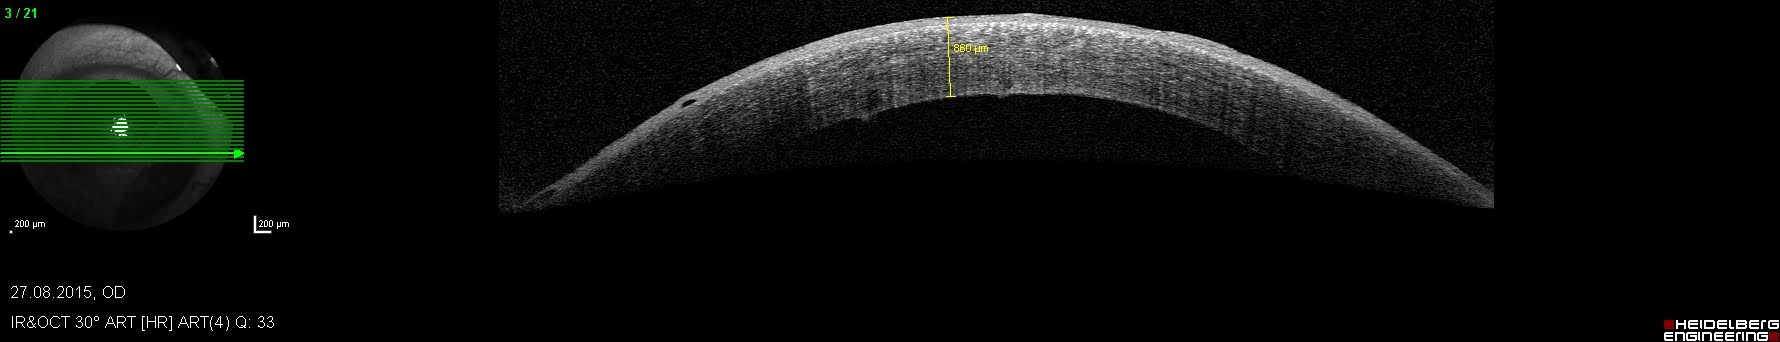 3 / 21
860 µm
200 µm
200 µm
27.08.2015, OD
IR&OCT 30° ART [HR] ART(4) Q: 33
HEIDELBERG
ENGINEERING